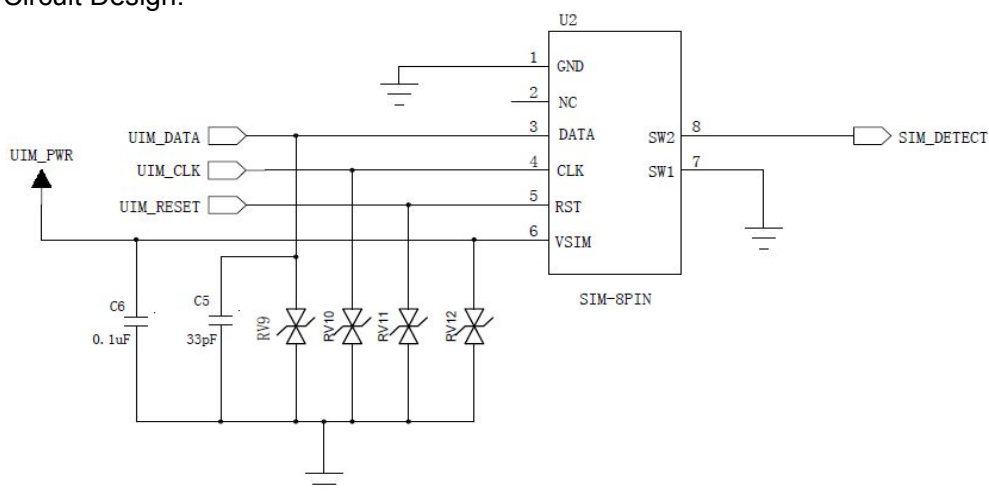 Circuit Design:
U2
1 GND
2 NC
UIM_DATA 3 DATA SW2 8 SIM_DETECT
UIM_PWR
UIM_CLK 4 CLK SW1 7
UIM_RESET 5 RST
6 VSIM
SIM-8PIN
C6 C5 RV9 RV10 RV11 RV12
0.1uF 33pF